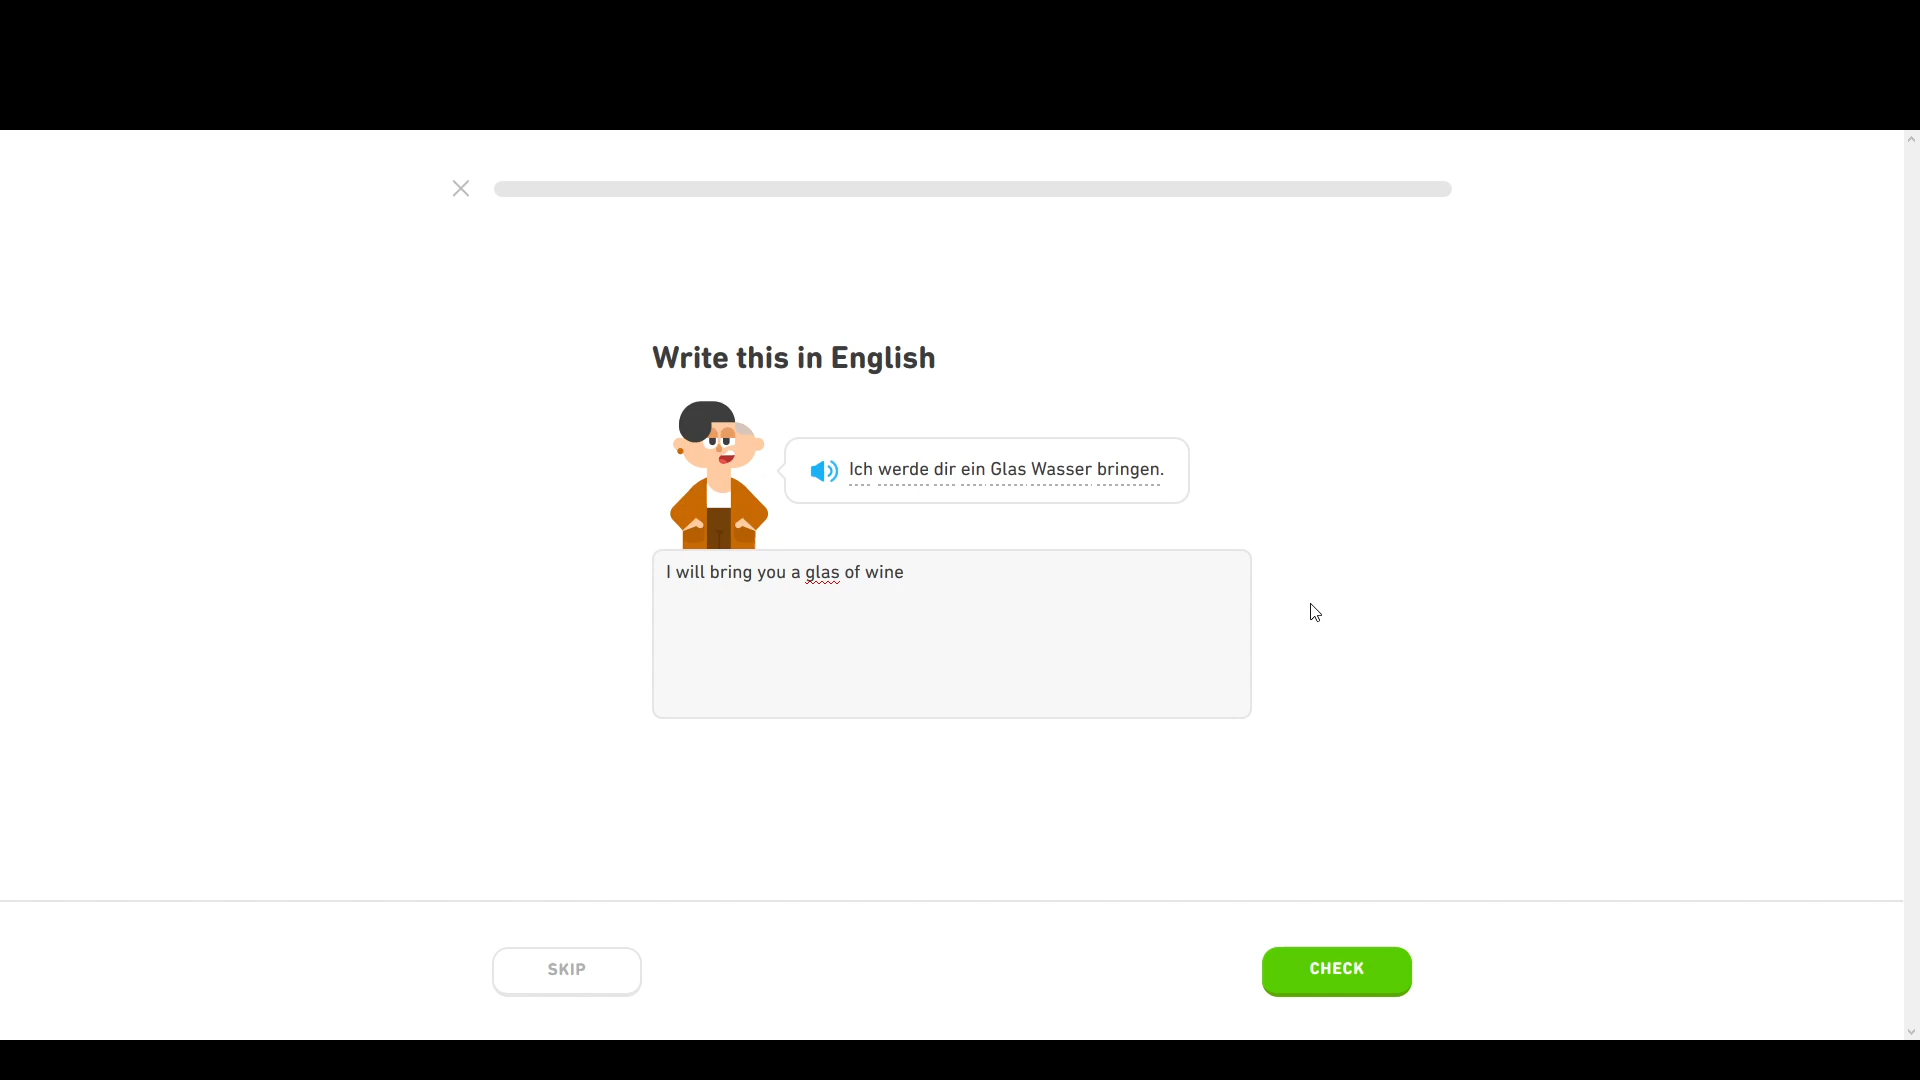 Write this in English
Ich werde dir ein Glas Wasser bringen.
I will bring you a glas of wine
SKIP
CHECK